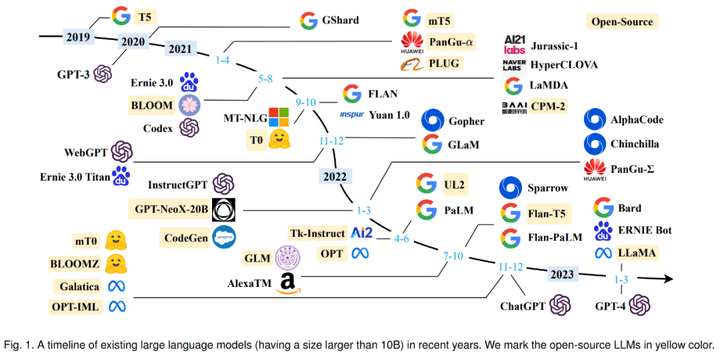 2019
T5
GShard
mT5
Open-Source
2020
2021
GPT-3
1-4
HUAWEI
PanGu-α
PLUG
AI21 labs
Jurassic-1
NAVER LABS
HyperCLOVA
Ernie 3.0
5-8
LaMDA
BLOOM
BAAI
CPM-2
Codex
MT-NLG
9-10
FLAN
inspur
Yuan 1.0
Gopher
AlphaCode
T0
11-12
GLaM
Chinchilla
WebGPT
Ernie 3.0 Titan
InstructGPT
2022
UL2
Sparrow
HUAWEI
PanGu-Σ
GPT-NeoX-20B
1-3
PaLM
Flan-T5
Bard
CodeGen
Tk-Instruct
Ai2
4-6
Flan-PaLM
ERNIE Bot
mT0
OPT
7-10
LLaMA
BLOOMZ
GLM
11-12
2023
1-3
Galatica
AlexaTM
OPT-IML
ChatGPT
GPT-4
Fig. 1. A timeline of existing large language models (having a size larger than 10B) in recent years. We mark the open-source LLMs in yellow color.